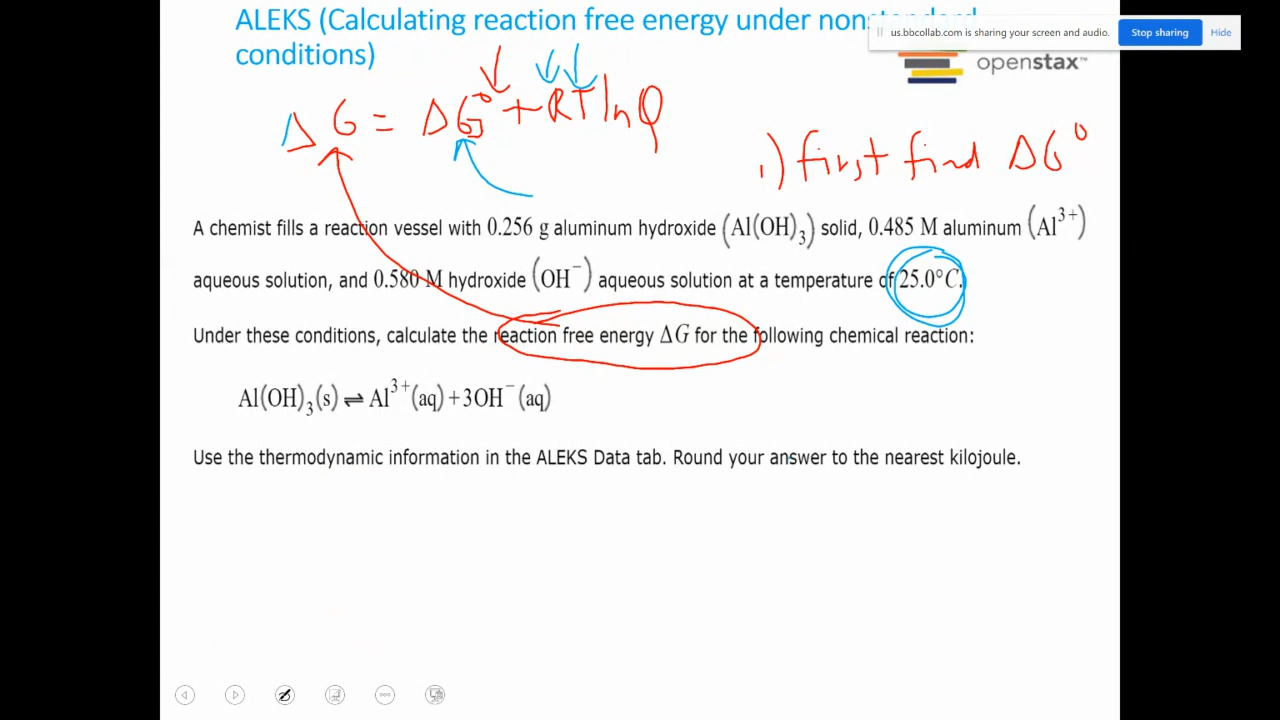 ALEKS (Calculating reaction free energy under nonstandard
conditions)
us.bbcollab.com is sharing your screen and audio.
Stop sharing
Hide
openstax™
ΔG = ΔG° + RT ln Q
1.) first find ΔG°
A chemist fills a reaction vessel with 0.256 g aluminum hydroxide (Al(OH)₃) solid, 0.485 M aluminum (Al³⁺)
aqueous solution, and 0.580 M hydroxide (OH⁻) aqueous solution at a temperature of 25.0°C.
Under these conditions, calculate the reaction free energy ΔG for the following chemical reaction:
Al(OH)₃(s) ⇌ Al³⁺(aq) + 3OH⁻(aq)
Use the thermodynamic information in the ALEKS Data tab. Round your answer to the nearest kilojoule.